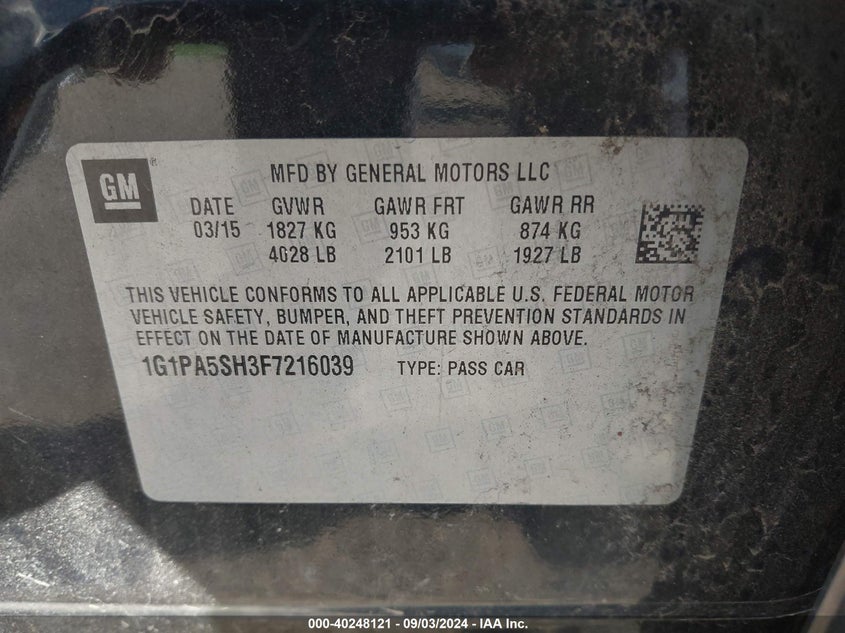 GM
MFD BY GENERAL MOTORS LLC
DATE GVWR GAWR FRT GAWR RR
03/15 1827 KG 953 KG 874 KG
4028 LB 2101 LB 1927 LB
THIS VEHICLE CONFORMS TO ALL APPLICABLE U.S. FEDERAL MOTOR
VEHICLE SAFETY, BUMPER, AND THEFT PREVENTION STANDARDS IN
EFFECT ON THE DATE OF MANUFACTURE SHOWN ABOVE.
1G1PA5SH3F7216039 TYPE: PASS CAR
000-40248121 - 09/03/2024 - IAA Inc.